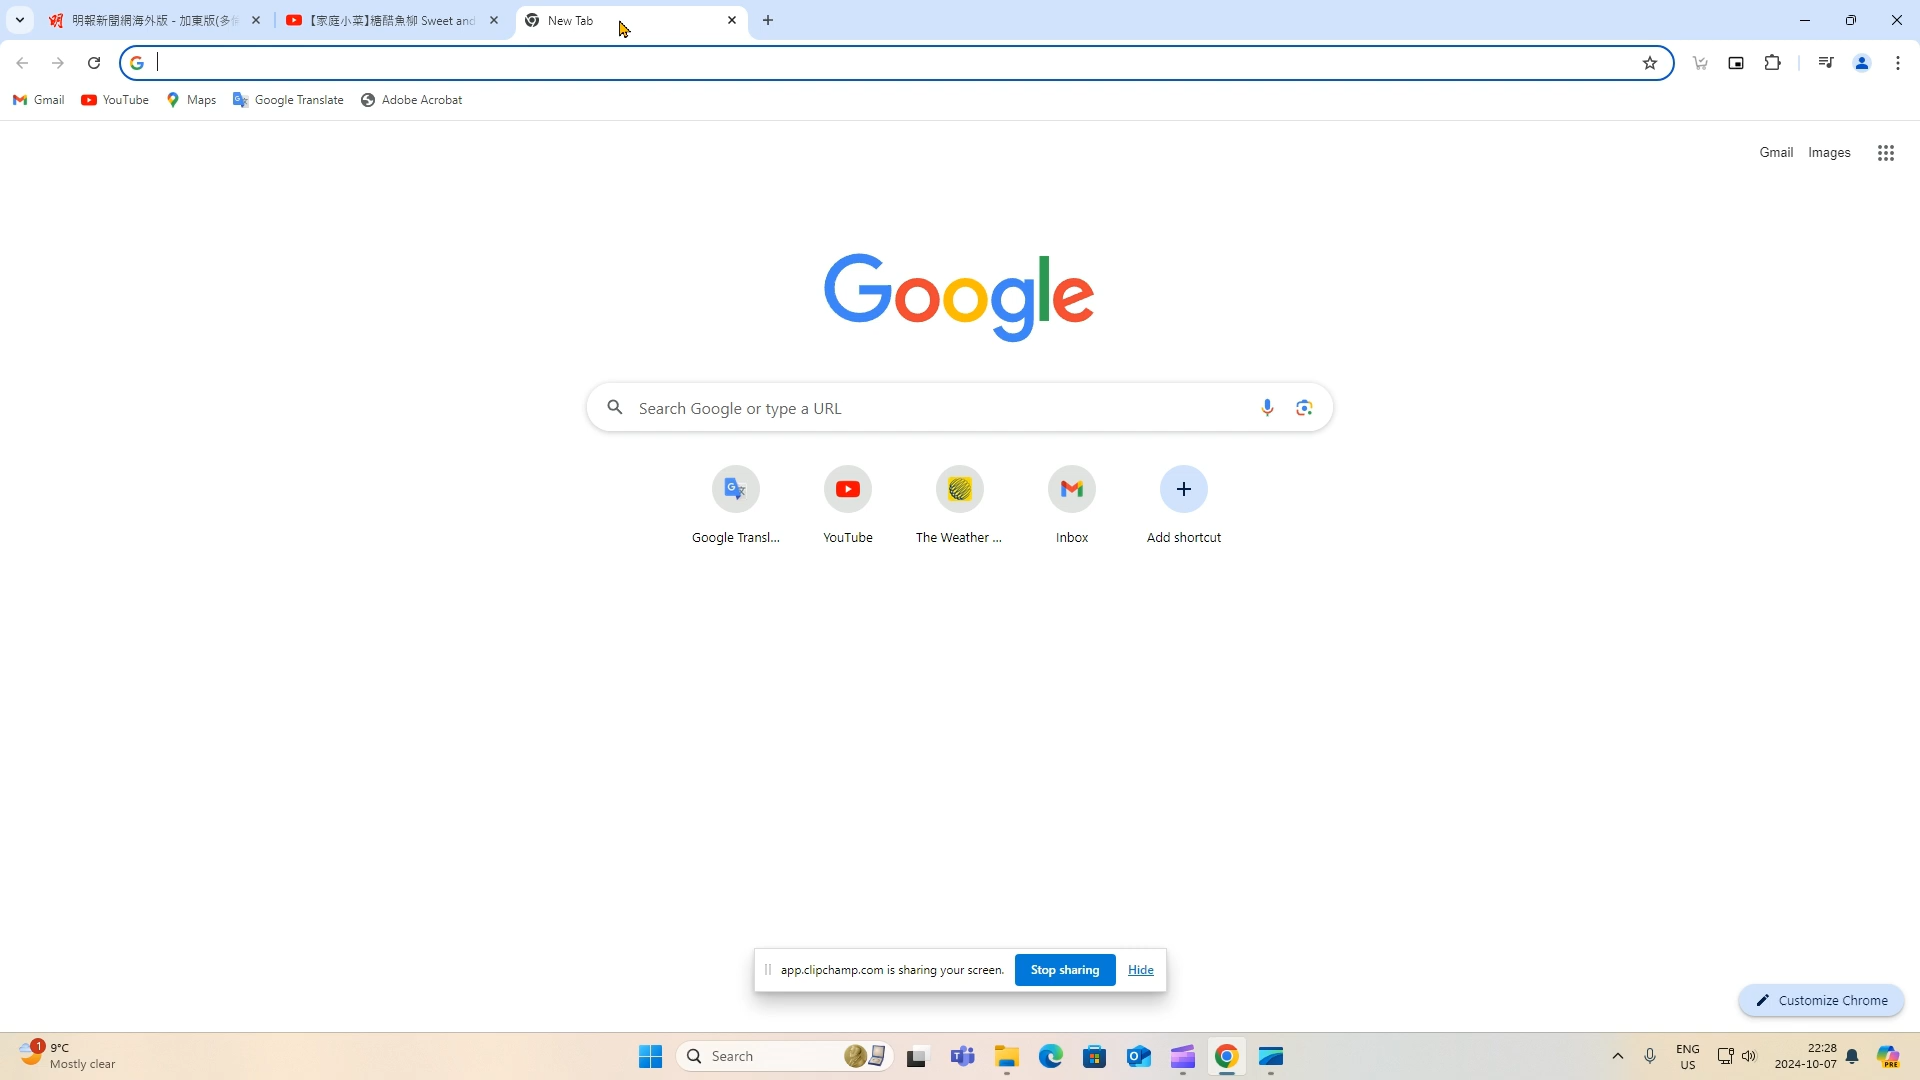 明報新聞網海外版 - 加東版(多
【家庭小菜】糖醋魚柳 Sweet and
New Tab
Gmail
YouTube
Maps
Google Translate
Adobe Acrobat
Gmail
Images
Google
Search Google or type a URL
Google Transl...
YouTube
The Weather ...
Inbox
Add shortcut
app.clipchamp.com is sharing your screen.
Stop sharing
Hide
Customize Chrome
1
9°C
Mostly clear
Search
ENG
US
22:28
2024-10-07
PRE